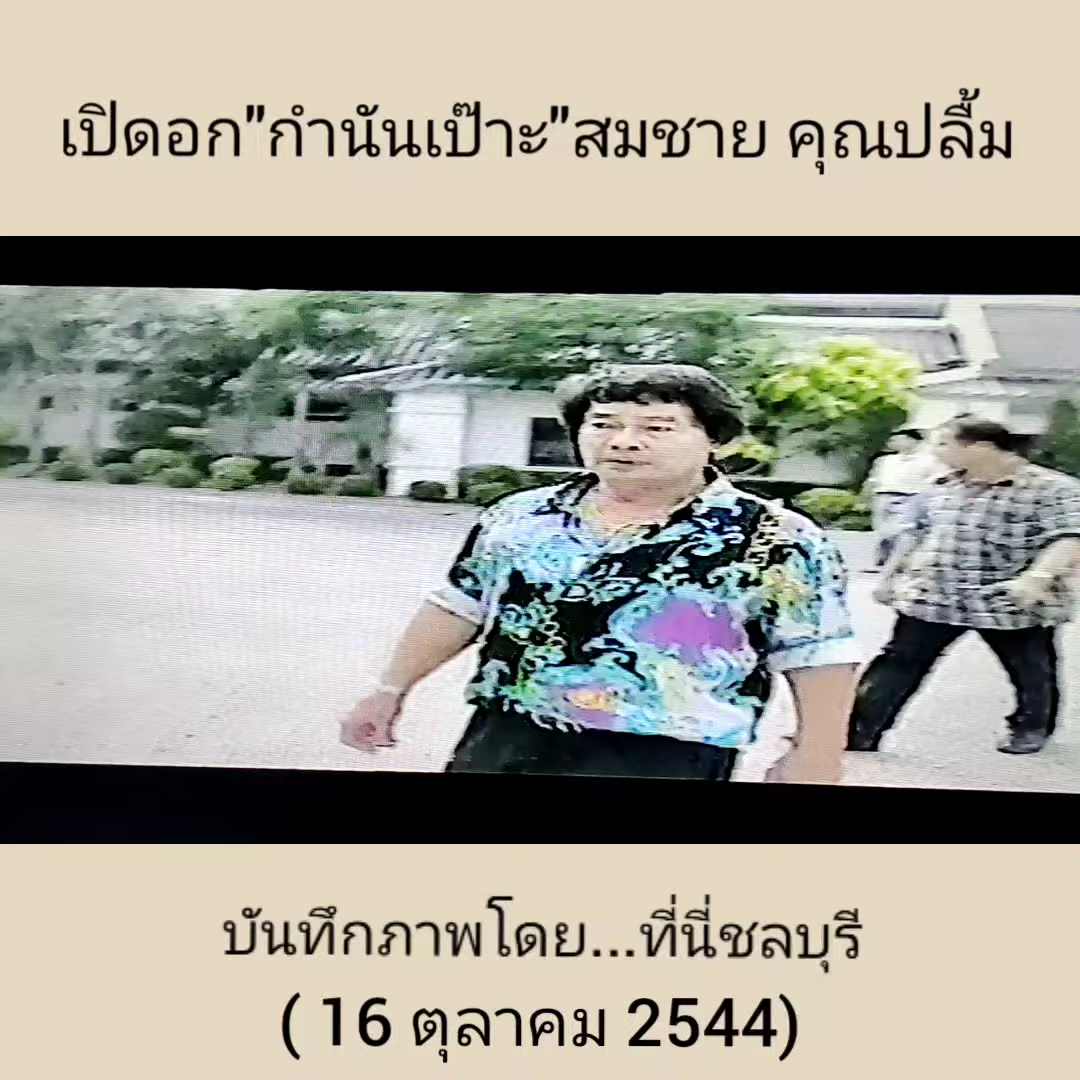 เปิดอก"กำนันเป๊าะ"สมชาย คุณปลื้ม
บันทึกภาพโดย...ที่นี่ชลบุรี
( 16 ตุลาคม 2544)